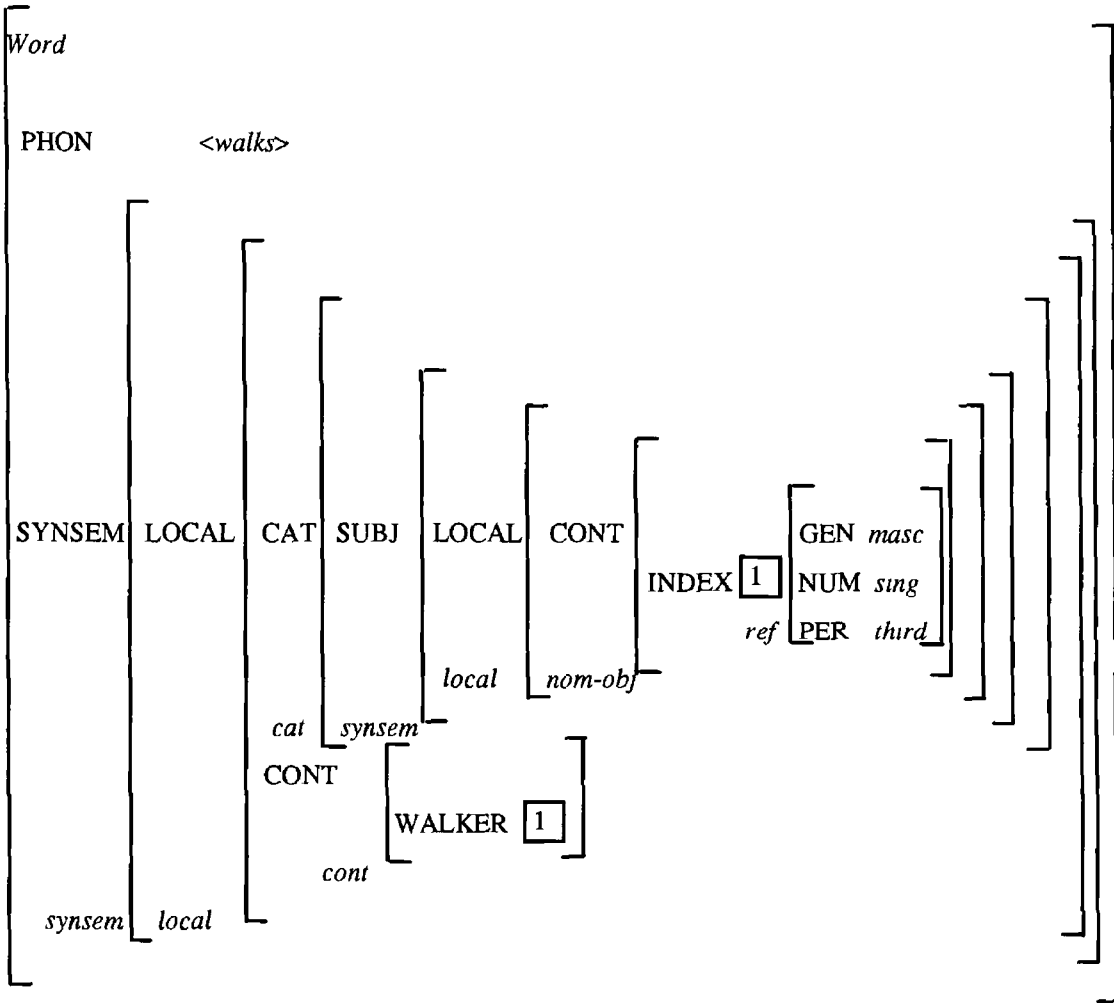 Word
PHON <walks>
SYNSEM LOCAL CAT SUBJ LOCAL CONT GEN masc
INDEX 1 NUM sing
ref PER third
local nom-obj
cat synsem
CONT
WALKER 1
cont
synsem local